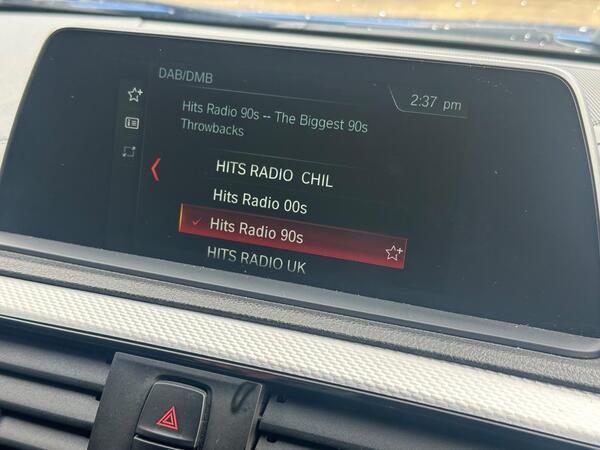 DAB/DMB
2:37 pm
Hits Radio 90s -- The Biggest 90s
Throwbacks
HITS RADIO  CHIL
Hits Radio 00s
Hits Radio 90s
HITS RADIO UK